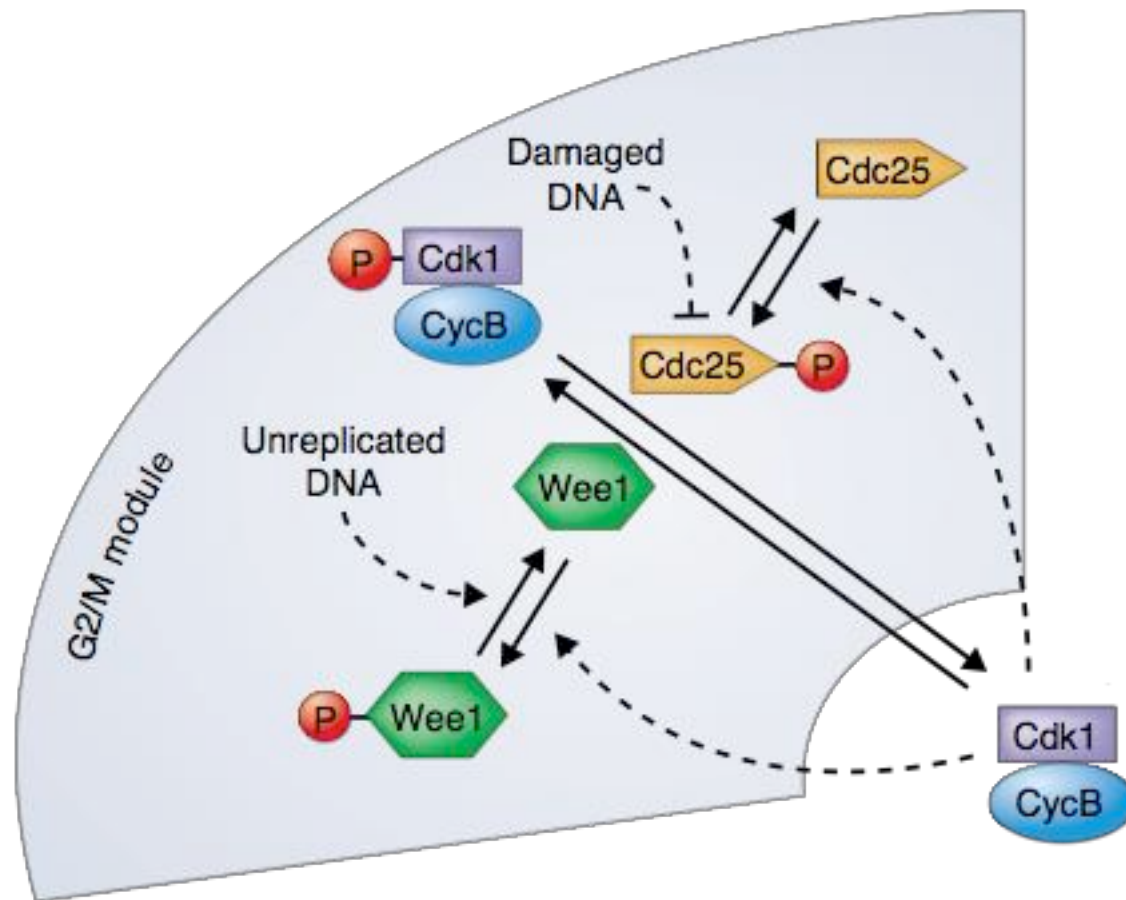 Damaged
DNA
Cdc25
P
Cdk1
CycB
Cdc25
P
Unreplicated
DNA
Wee1
G2/M module
P
Wee1
Cdk1
CycB